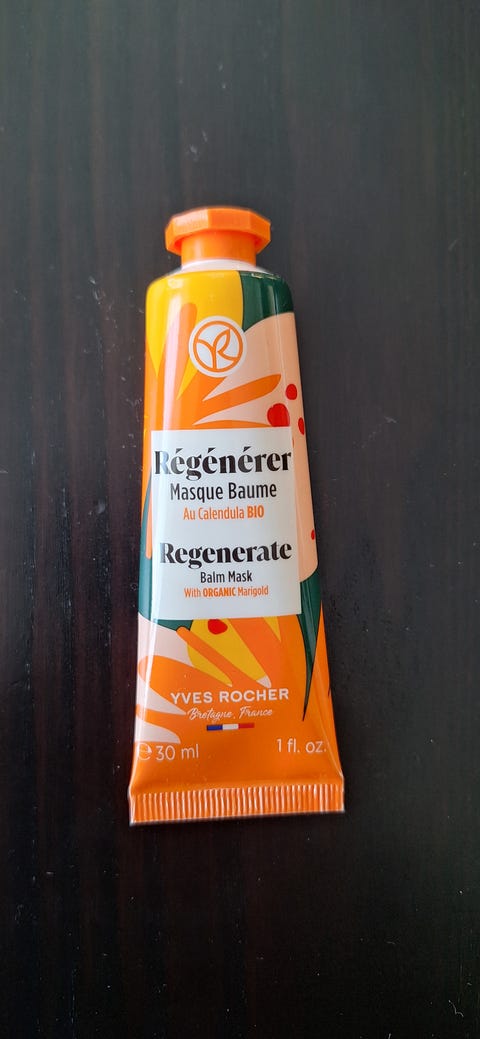 YR
Régénérer
Masque Baume
Au Calendula BIO
Regenerate
Balm Mask
With ORGANIC Marigold
YVES ROCHER
Bretagne, France
℮ 30 ml 1 fl. oz.